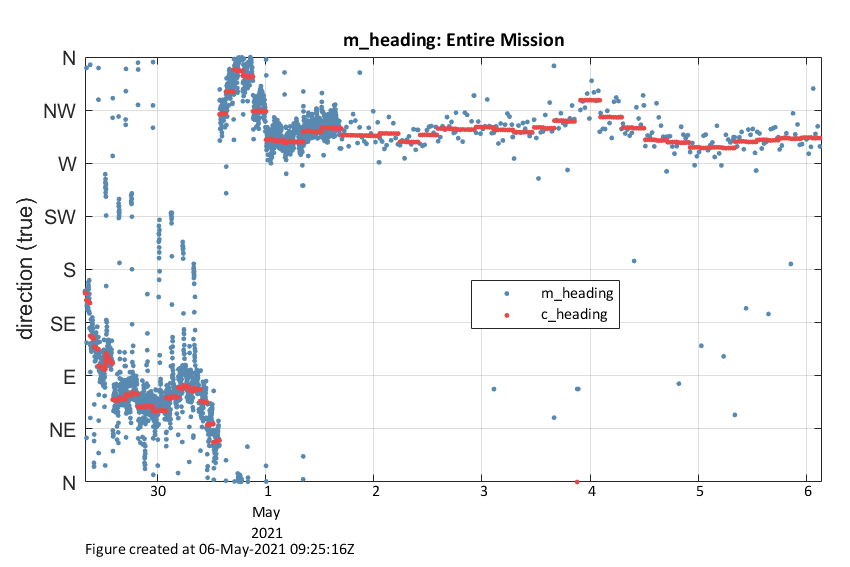 m_heading: Entire Mission
direction (true)
N
NW
W
SW
S
SE
E
NE
N
m_heading
c_heading
30 1 2 3 4 5 6
May
2021
Figure created at 06-May-2021 09:25:16Z